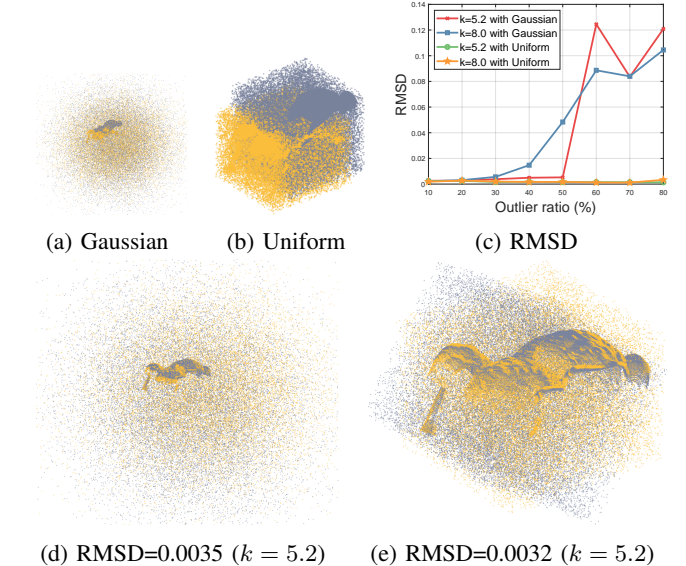 0.14
0.12
0.1
0.08
0.06
0.04
0.02
0
RMSD
k=5.2 with Gaussian
k=8.0 with Gaussian
k=5.2 with Uniform
k=8.0 with Uniform
10 20 30 40 50 60 70 80
Outlier ratio (%)
(a) Gaussian (b) Uniform (c) RMSD
(d) RMSD=0.0035 (k = 5.2) (e) RMSD=0.0032 (k = 5.2)